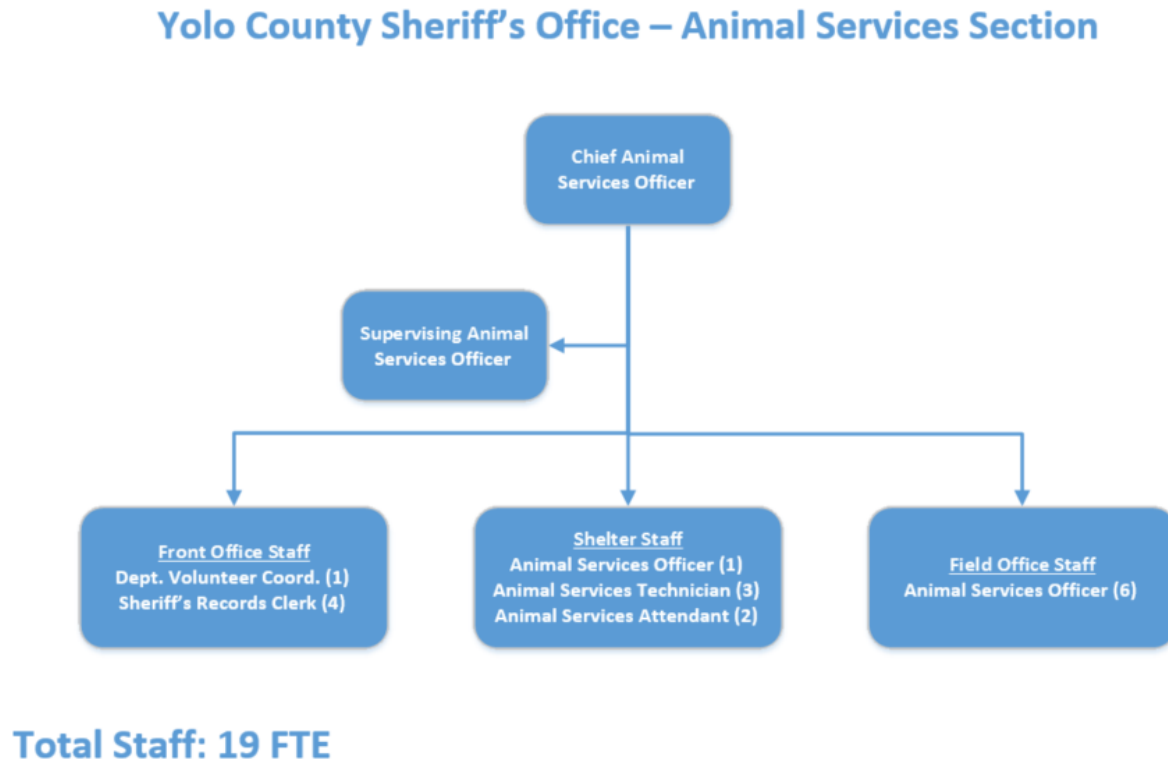 Yolo County Sheriff’s Office – Animal Services Section
Chief Animal
Services Officer
Supervising Animal
Services Officer
Front Office Staff
Dept. Volunteer Coord. (1)
Sheriff’s Records Clerk (4)
Shelter Staff
Animal Services Officer (1)
Animal Services Technician (3)
Animal Services Attendant (2)
Field Office Staff
Animal Services Officer (6)
Total Staff: 19 FTE